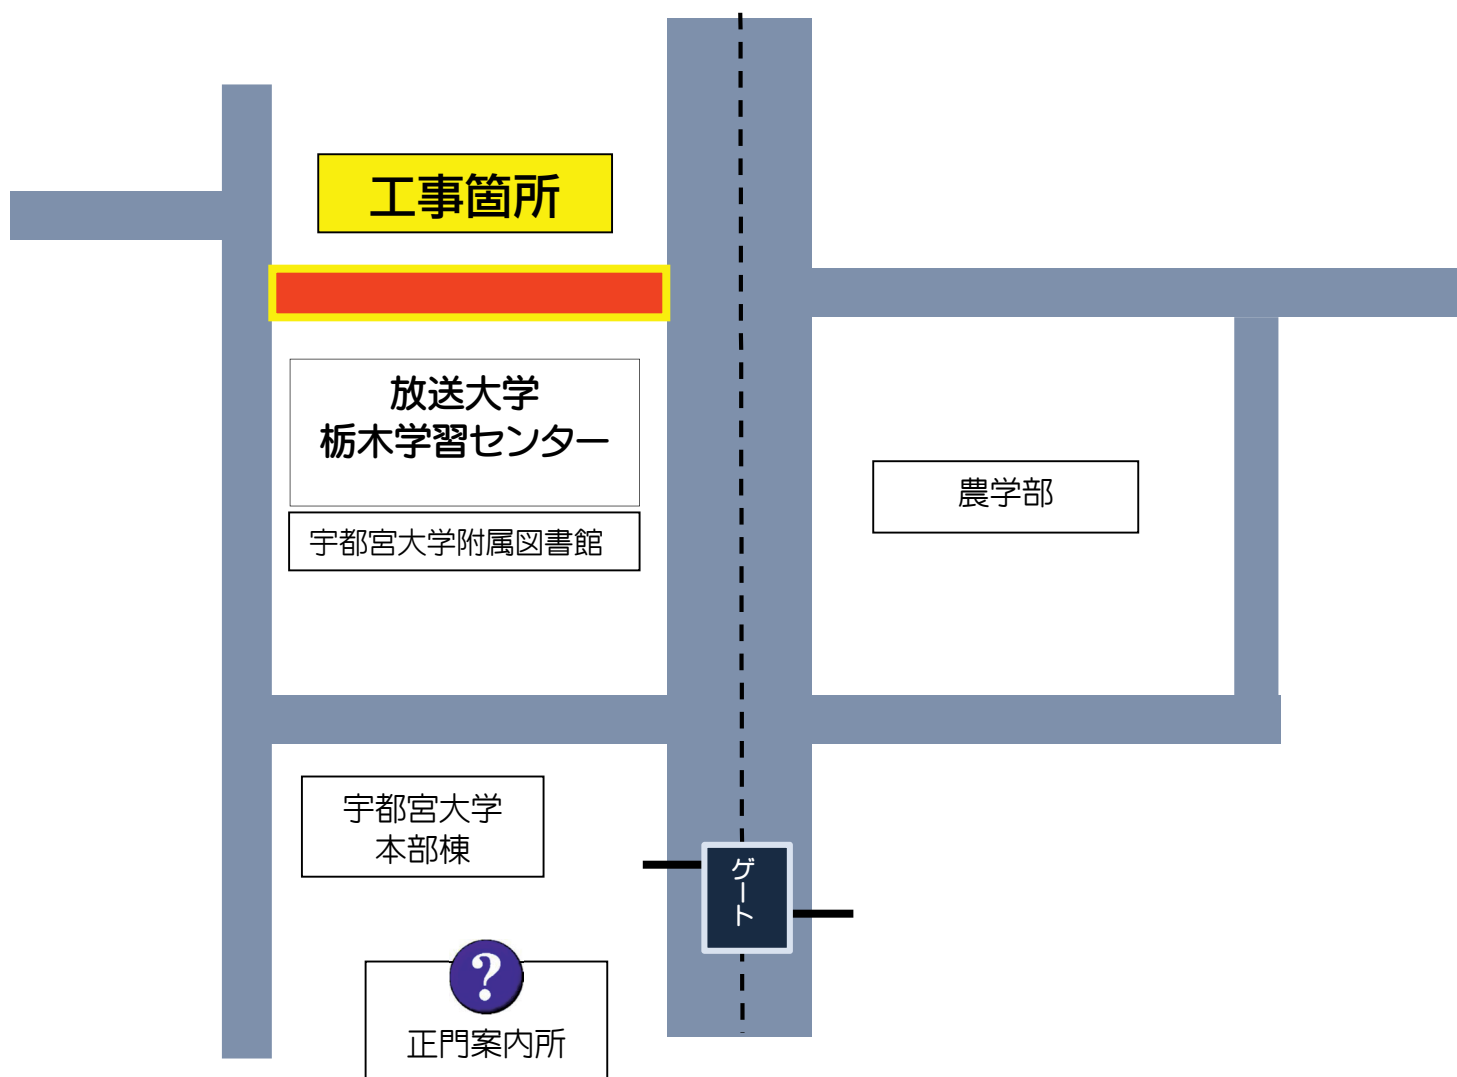 工事箇所
放送大学
栃木学習センター
宇都宮大学附属図書館
農学部
宇都宮大学
本部棟
ゲート
?
正門案内所